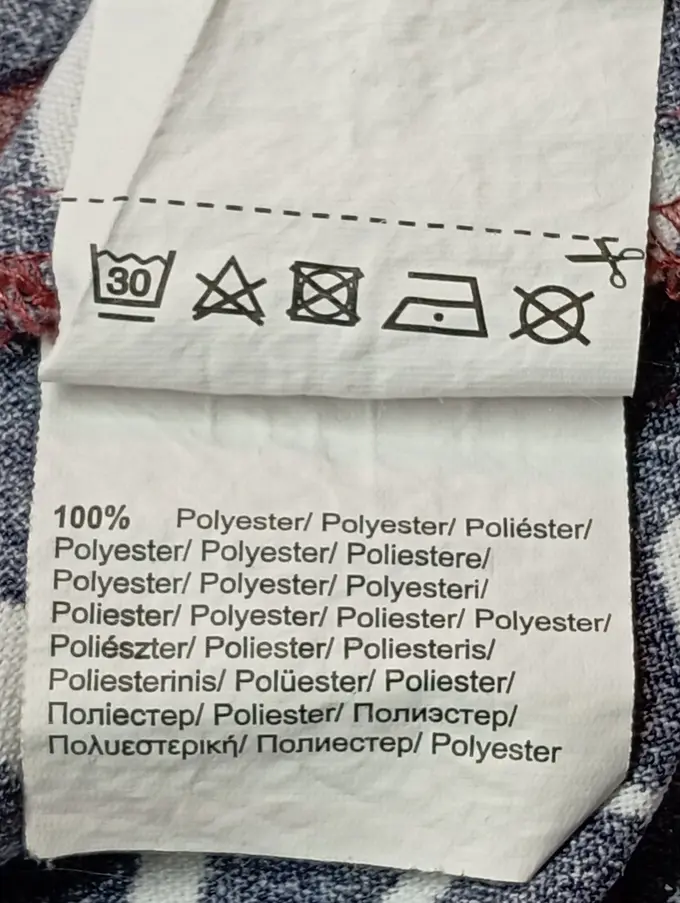 30
100% Polyester/ Polyester/ Poliéster/
Polyester/ Polyester/ Poliestere/
Polyester/ Polyester/ Polyesteri/
Poliester/ Polyester/ Poliester/ Polyester/
Poliészter/ Poliester/ Poliesteris/
Poliesterinis/ Polüester/ Poliester/
Поліестер/ Poliester/ Полиэстер/
Πολυεστερική/ Полиестер/ Polyester